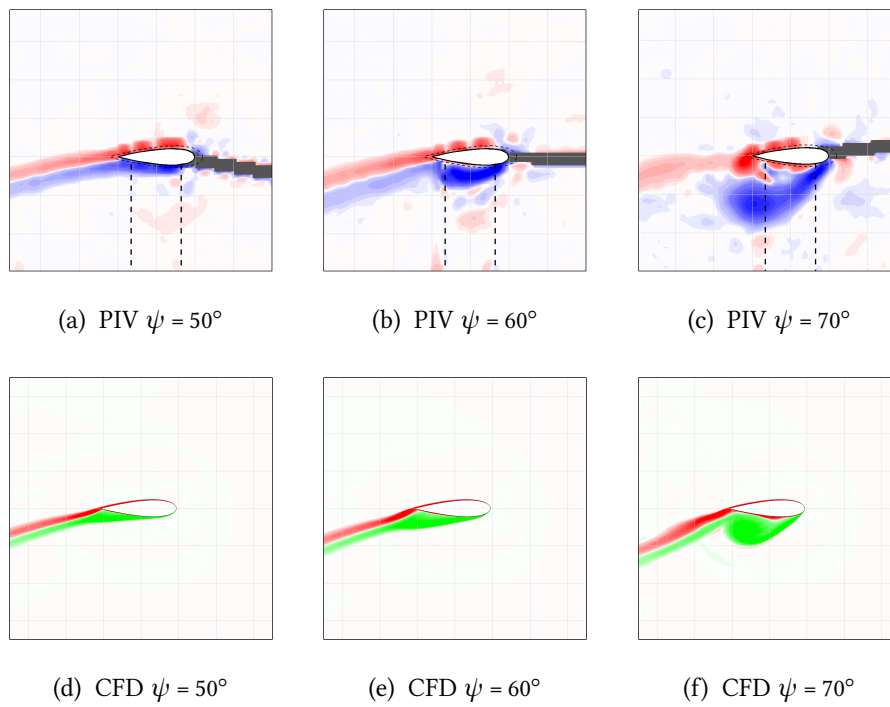 (a) PIV ψ = 50°
(b) PIV ψ = 60°
(c) PIV ψ = 70°
(d) CFD ψ = 50°
(e) CFD ψ = 60°
(f) CFD ψ = 70°